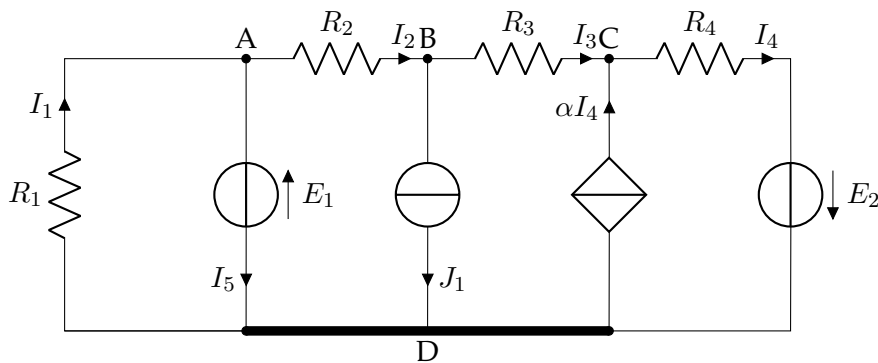 A R₂ I₂ B R₃ I₃ C R₄ I₄
I₁ αI₄
R₁ E₁ E₂
I₅ J₁
D